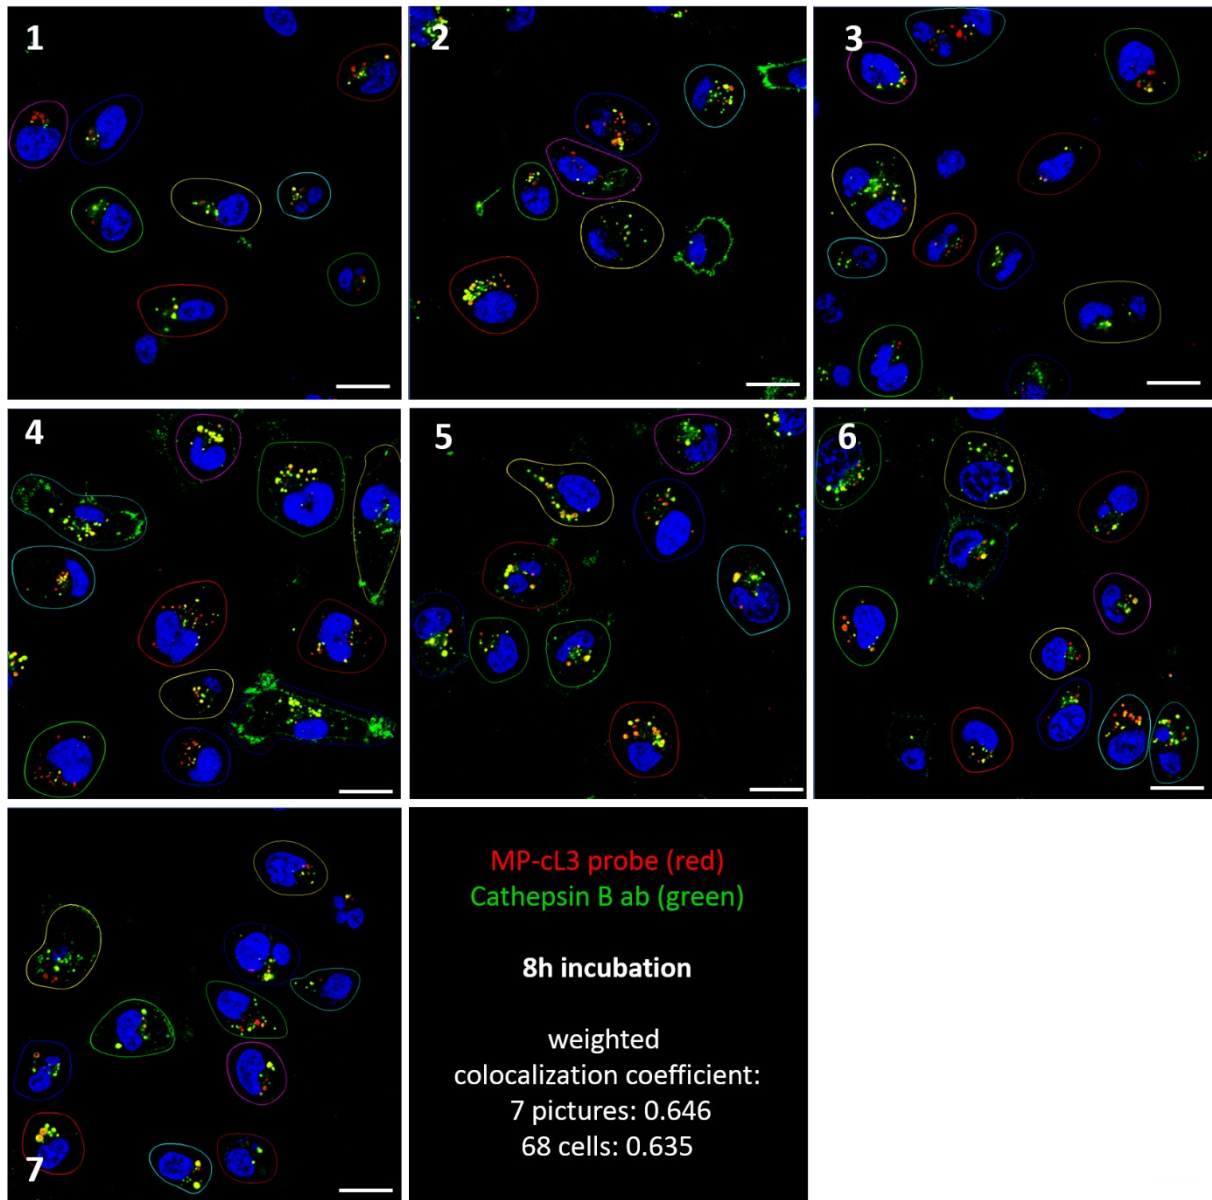 1
2
3
4
5
6
7
MP-cL3 probe (red)
Cathepsin B ab (green)
8h incubation
weighted
colocalization coefficient:
7 pictures: 0.646
68 cells: 0.635